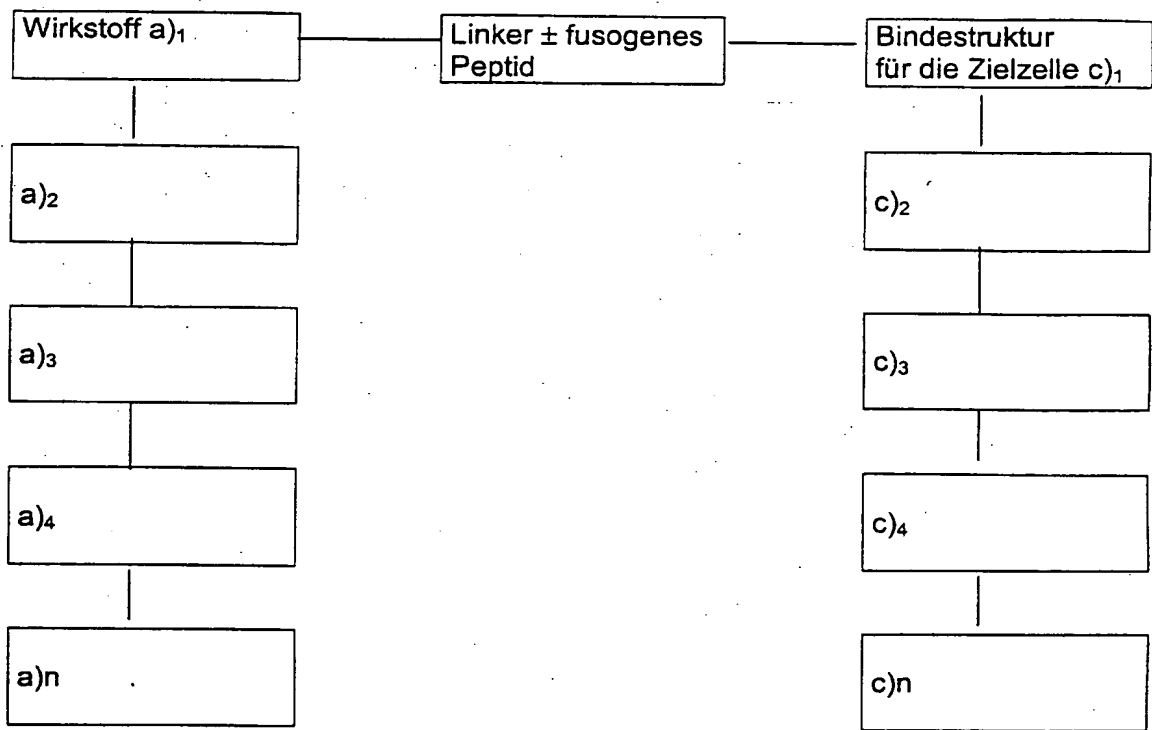 Wirkstoff a)₁
Linker ± fusogenes
Peptid
Bindestruktur
für die Zielzelle c)₁
a)₂
c)₂
a)₃
c)₃
a)₄
c)₄
a)n
c)n